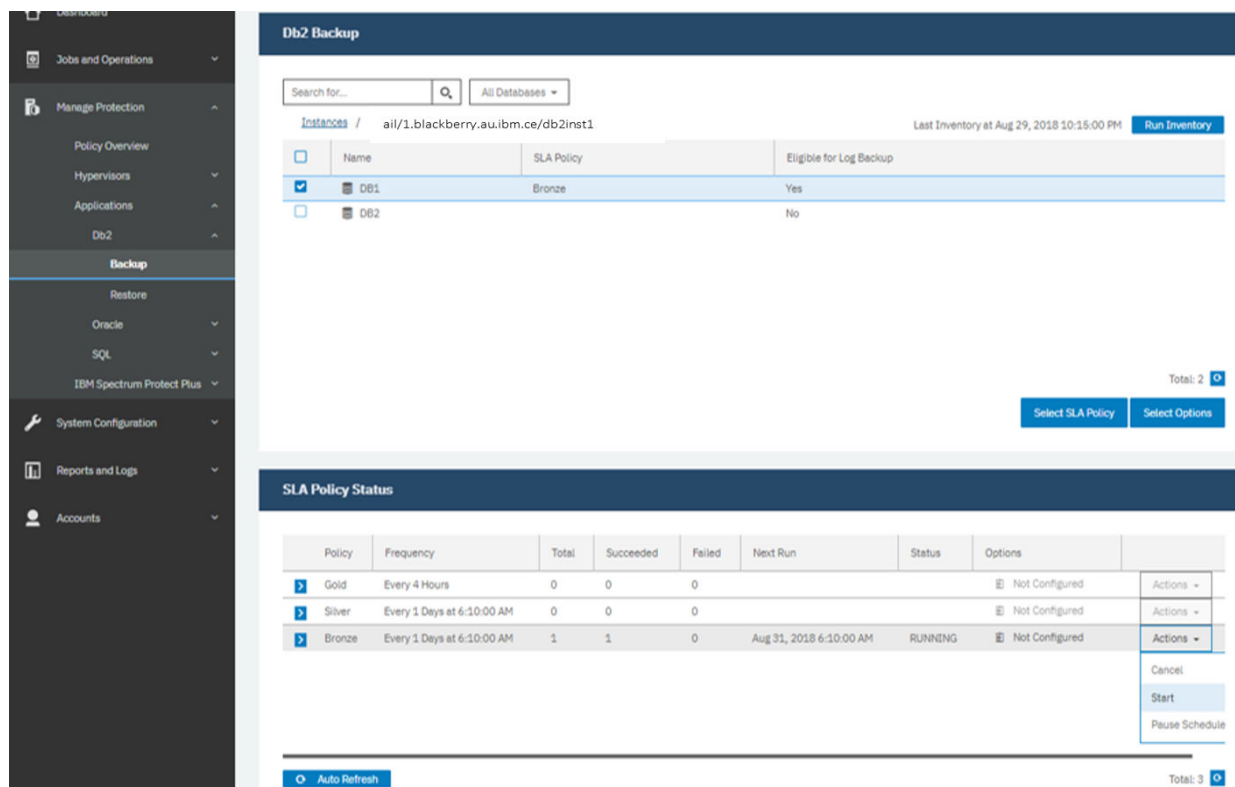 Dashboard
Jobs and Operations
Manage Protection
Policy Overview
Hypervisors
Applications
Db2
Backup
Restore
Oracle
SQL
IBM Spectrum Protect Plus
System Configuration
Reports and Logs
Accounts
Db2 Backup
Search for...
All Databases
Instances / ail/1.blackberry.au.ibm.ce/db2inst1
Last Inventory at Aug 29, 2018 10:15:00 PM Run Inventory
Name SLA Policy Eligible for Log Backup
DB1 Bronze Yes
DB2 No
Total: 2
Select SLA Policy Select Options
SLA Policy Status
Policy Frequency Total Succeeded Failed Next Run Status Options
Gold Every 4 Hours 0 0 0 Not Configured Actions
Silver Every 1 Days at 6:10:00 AM 0 0 0 Not Configured Actions
Bronze Every 1 Days at 6:10:00 AM 1 1 0 Aug 31, 2018 6:10:00 AM RUNNING Not Configured Actions
Cancel
Start
Pause Schedule
Auto Refresh
Total: 3